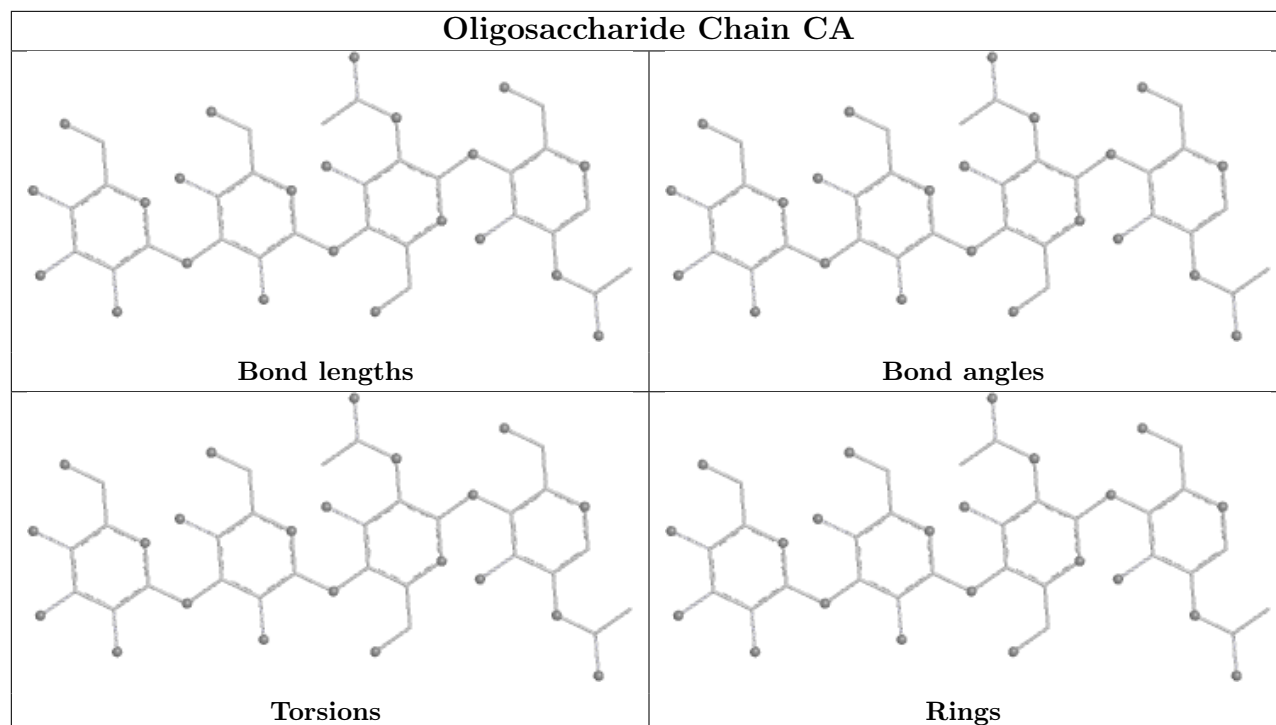 Oligosaccharide Chain CA
Bond lengths
Bond angles
Torsions
Rings